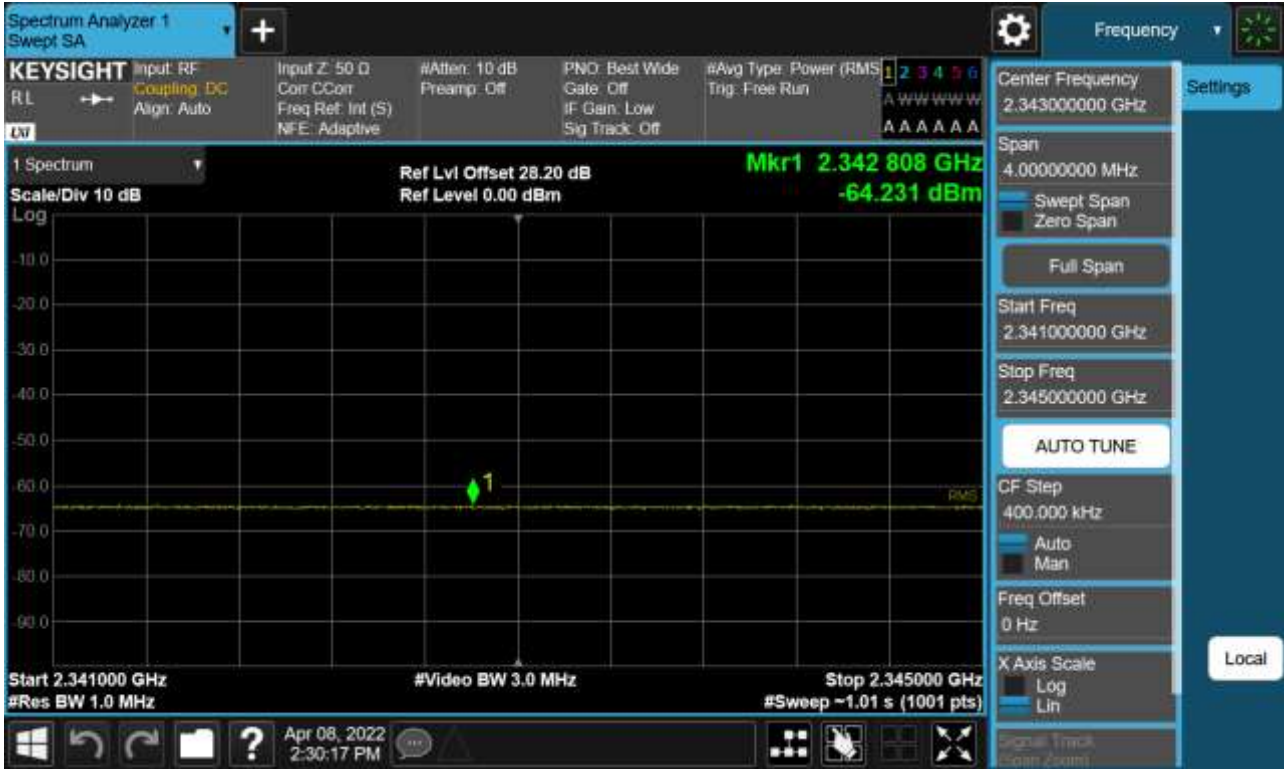 Spectrum Analyzer 1
Swept SA
Frequency
KEYSIGHT
RL
LXI
Input: RF
Coupling: DC
Align: Auto
Input Z: 50 Ω
Corr CCorr
Freq Ref: Int (S)
NFE: Adaptive
#Atten: 10 dB
Preamp: Off
PNO: Best Wide
Gate: Off
IF Gain: Low
Sig Track: Off
#Avg Type: Power (RMS
Trig: Free Run
1 2 3 4 5 6
A W W W W W
A A A A A A
1 Spectrum
Scale/Div 10 dB
Log
Ref Lvl Offset 28.20 dB
Ref Level 0.00 dBm
Mkr1 2.342 808 GHz
-64.231 dBm
-10.0
-20.0
-30.0
-40.0
-50.0
-60.0
-70.0
-80.0
-90.0
1
RMS
Start 2.341000 GHz
#Res BW 1.0 MHz
#Video BW 3.0 MHz
Stop 2.345000 GHz
#Sweep ~1.01 s (1001 pts)
Center Frequency
2.343000000 GHz
Span
4.00000000 MHz
Swept Span
Zero Span
Full Span
Start Freq
2.341000000 GHz
Stop Freq
2.345000000 GHz
AUTO TUNE
CF Step
400.000 kHz
Auto
Man
Freq Offset
0 Hz
X Axis Scale
Log
Lin
Signal Track
(Span Zoom)
Settings
Local
?
Apr 08, 2022
2:30:17 PM